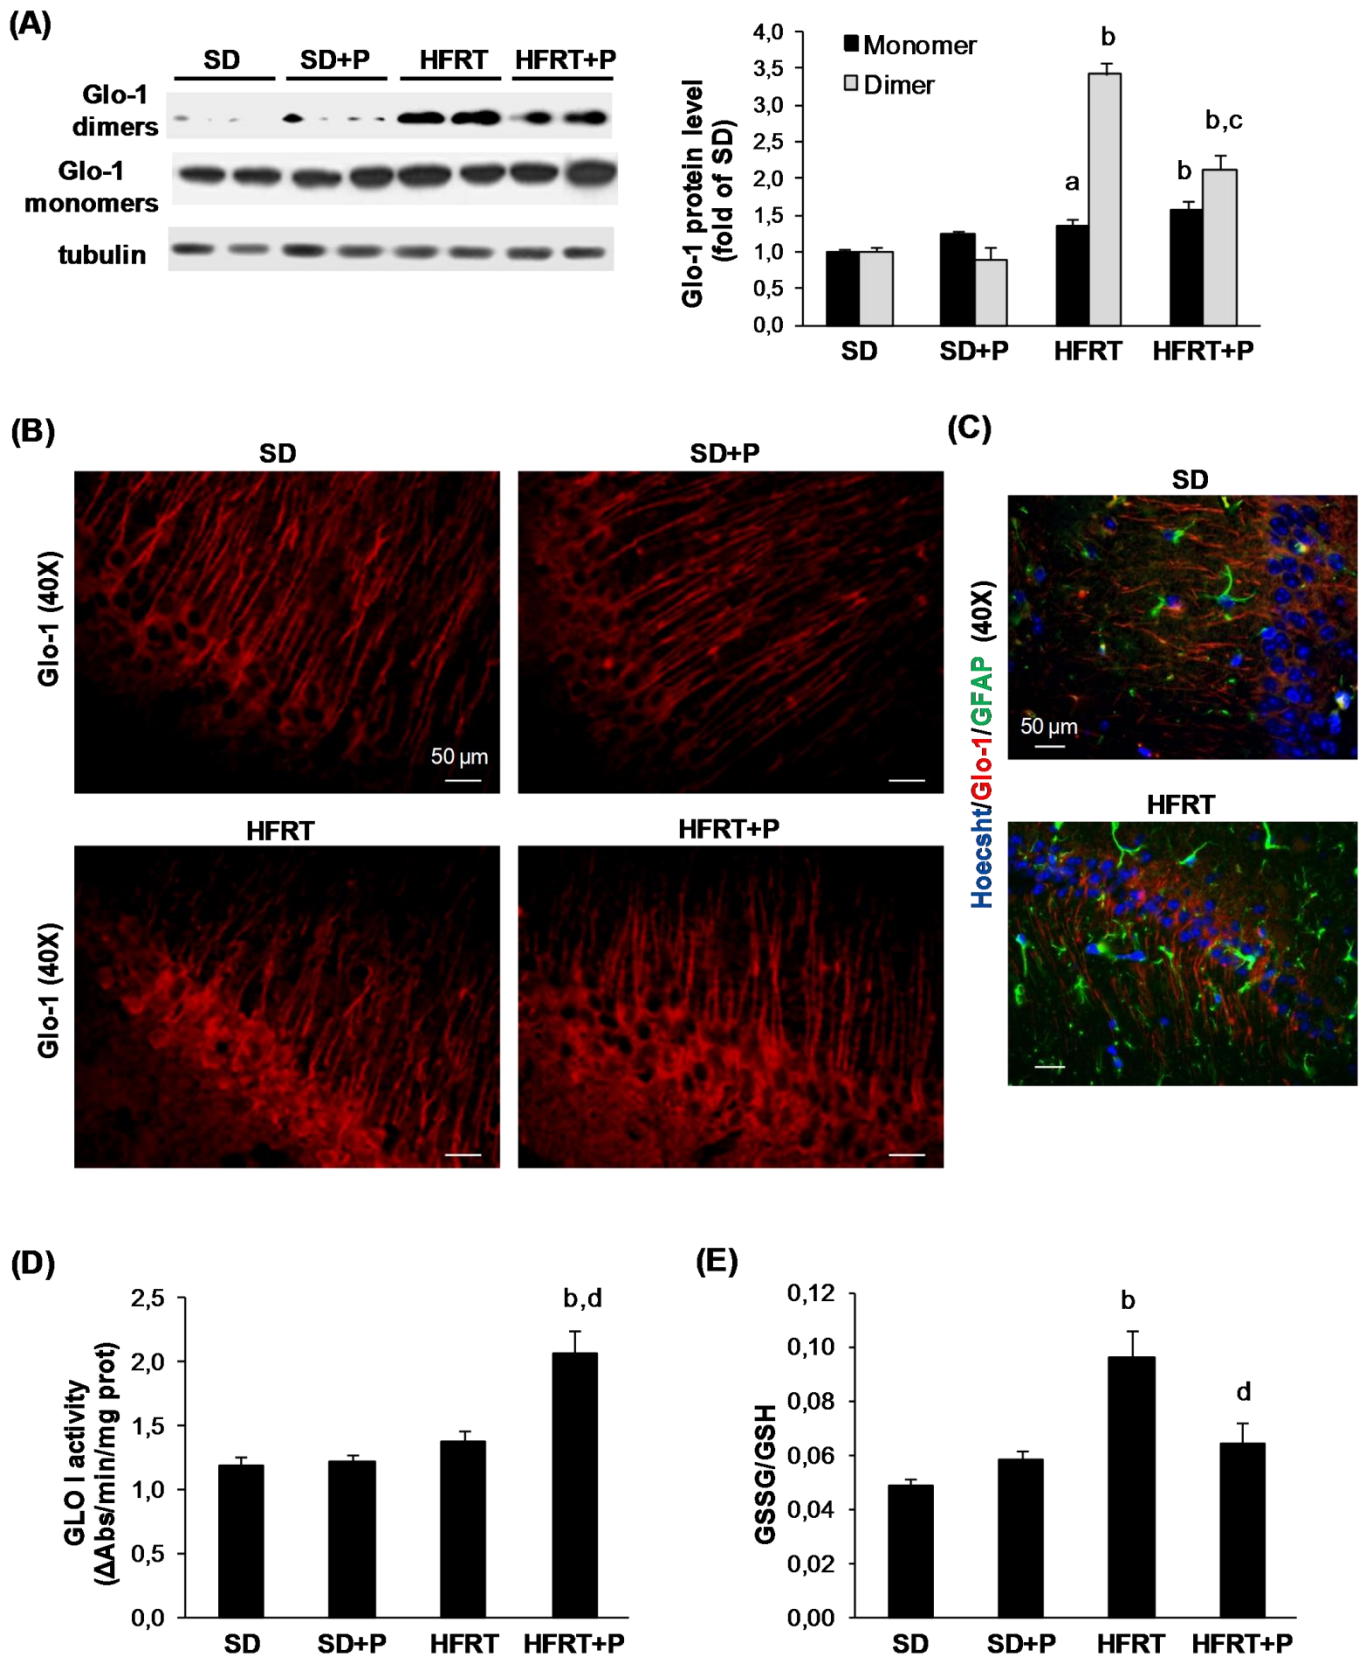 (A)
SD SD+P HFRT HFRT+P
Glo-1
dimers
Glo-1
monomers
tubulin
Glo-1 protein level
(fold of SD)
4,0
3,5
3,0
2,5
2,0
1,5
1,0
0,5
0,0
Monomer
Dimer
a
b
b
b,c
SD SD+P HFRT HFRT+P
(B)
SD SD+P
Glo-1 (40X)
50 µm
HFRT HFRT+P
Glo-1 (40X)
(C)
SD
Hoecsht/Glo-1/GFAP (40X)
50 µm
HFRT
(D)
GLO I activity
(ΔAbs/min/mg prot)
2,5
2,0
1,5
1,0
0,5
0,0
b,d
SD SD+P HFRT HFRT+P
(E)
GSSG/GSH
0,12
0,10
0,08
0,06
0,04
0,02
0,00
b
d
SD SD+P HFRT HFRT+P